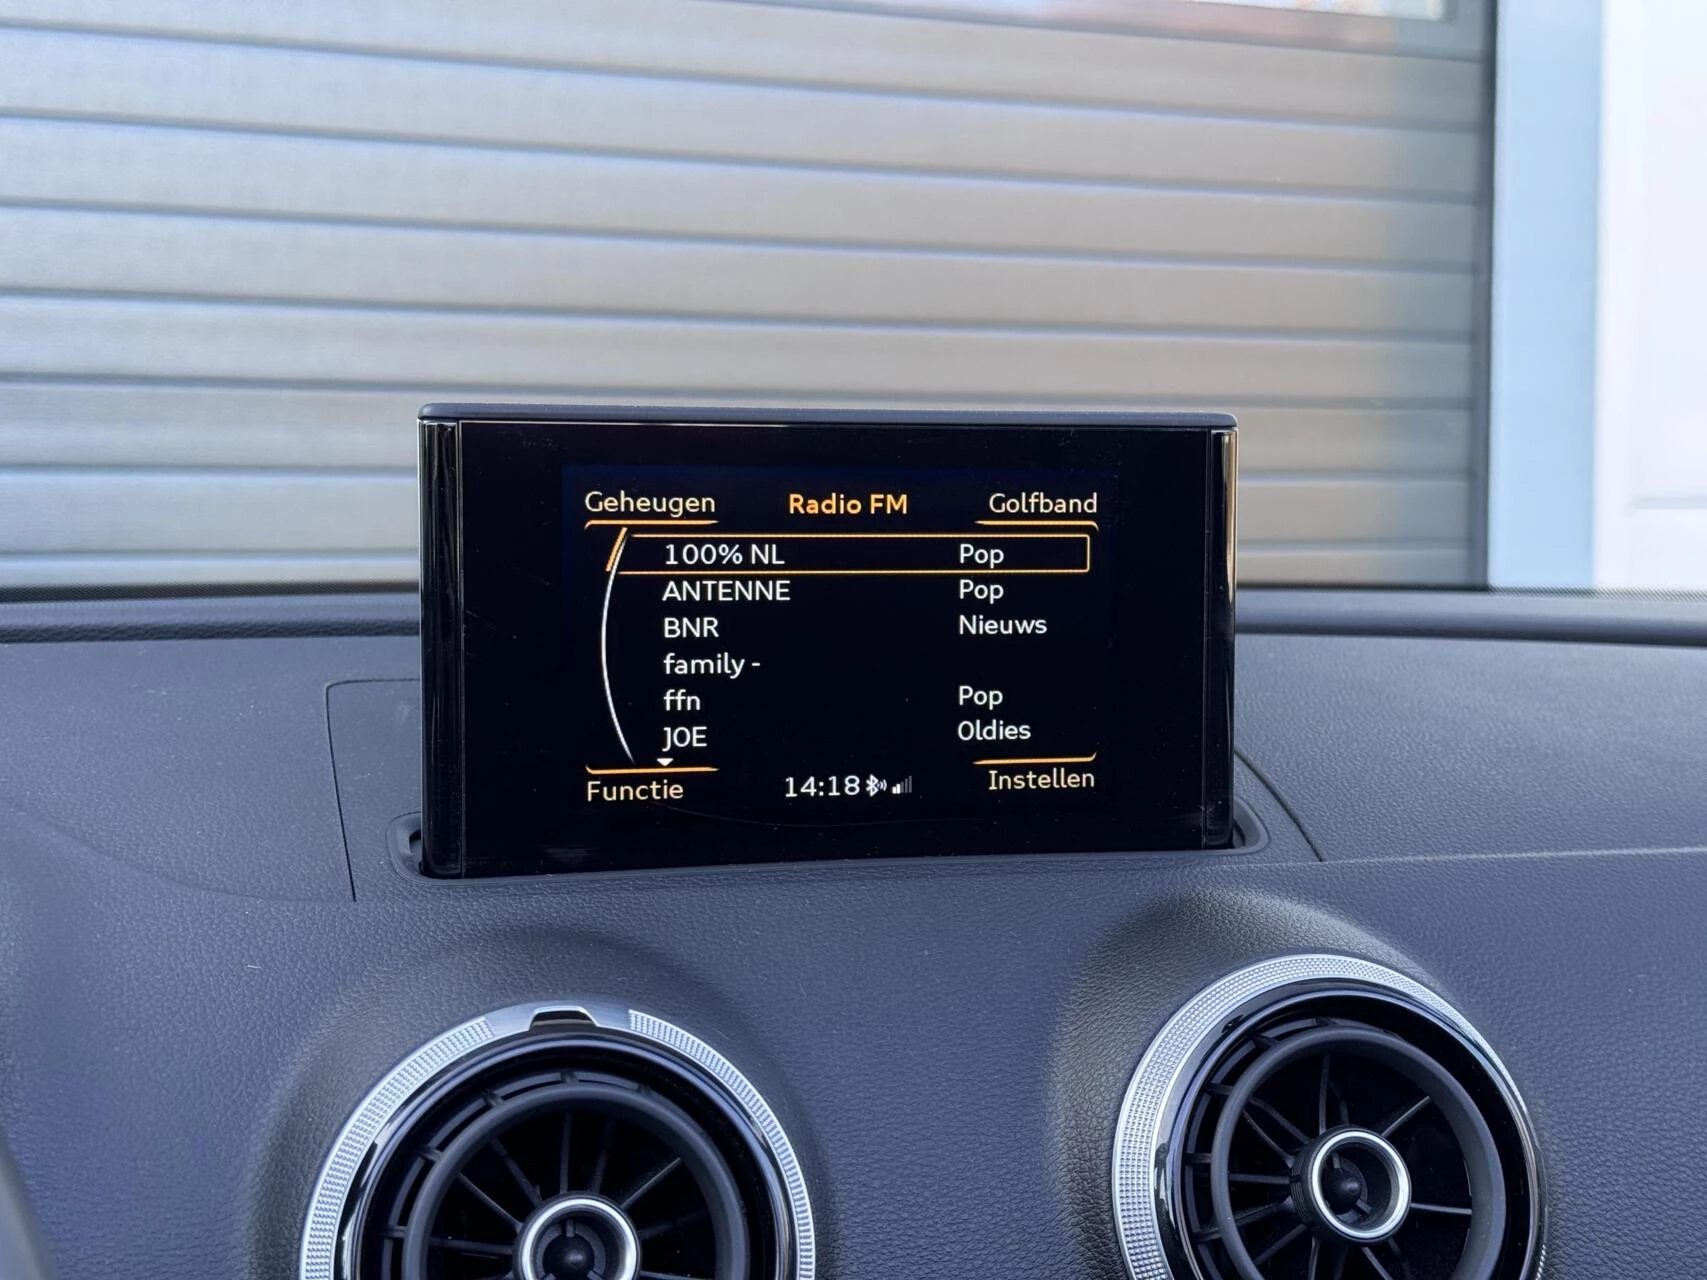 Geheugen Radio FM Golfband
100% NL Pop
ANTENNE Pop
BNR Nieuws
family -
ffn Pop
JOE Oldies
Functie 14:18 Instellen